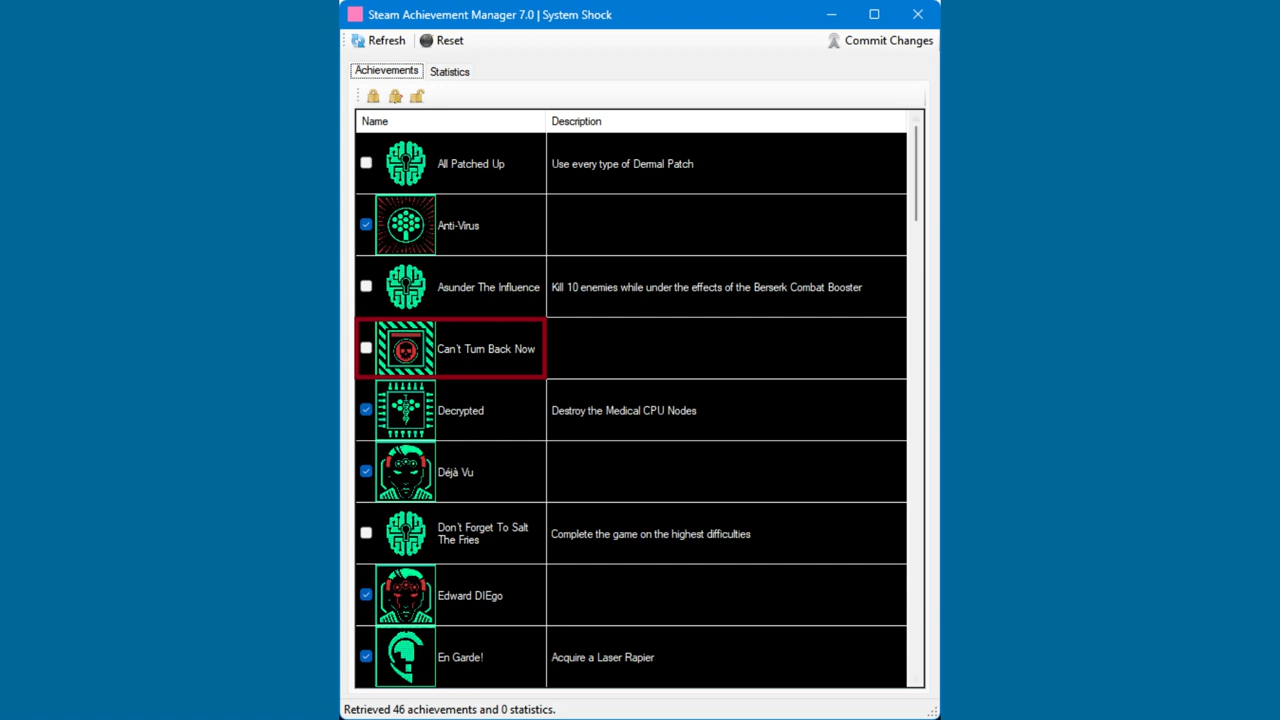 Steam Achievement Manager 7.0 | System Shock
Refresh
Reset
Commit Changes
Achievements
Statistics
Name
Description
All Patched Up
Use every type of Dermal Patch
Anti-Virus
Asunder The Influence
Kill 10 enemies while under the effects of the Berserk Combat Booster
Can't Turn Back Now
Decrypted
Destroy the Medical CPU Nodes
Déjà Vu
Don't Forget To Salt
The Fries
Complete the game on the highest difficulties
Edward DIEgo
En Garde!
Acquire a Laser Rapier
Retrieved 46 achievements and 0 statistics.